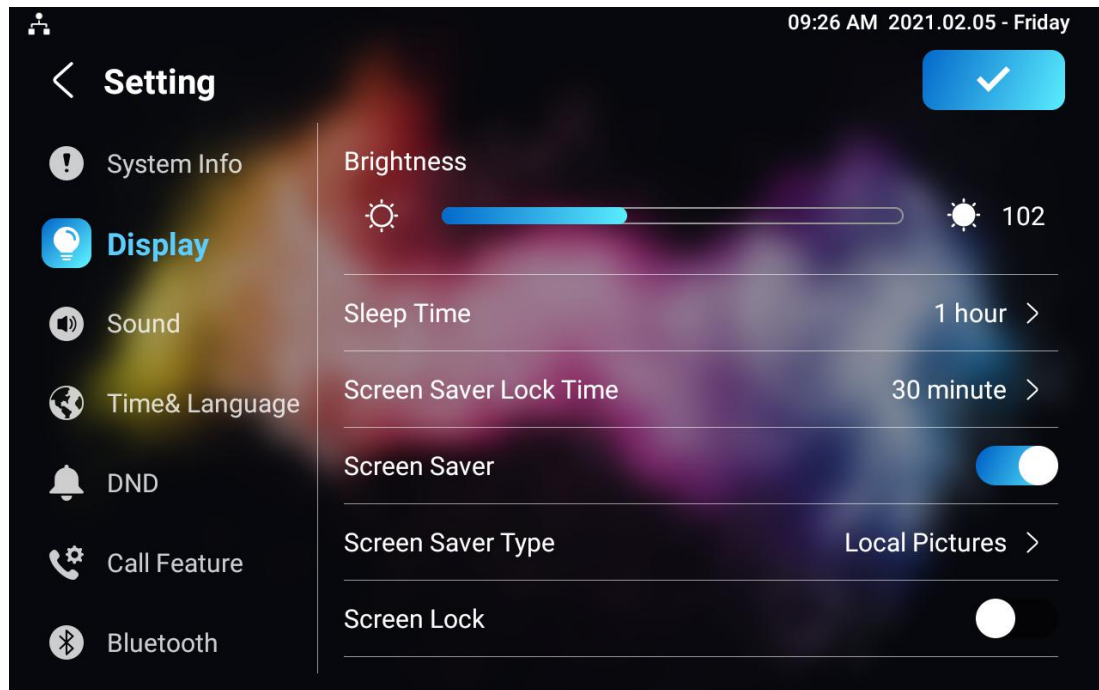 09:26 AM 2021.02.05 - Friday
Setting
System Info
Display
Sound
Time& Language
DND
Call Feature
Bluetooth
Brightness
102
Sleep Time 1 hour
Screen Saver Lock Time 30 minute
Screen Saver
Screen Saver Type Local Pictures
Screen Lock